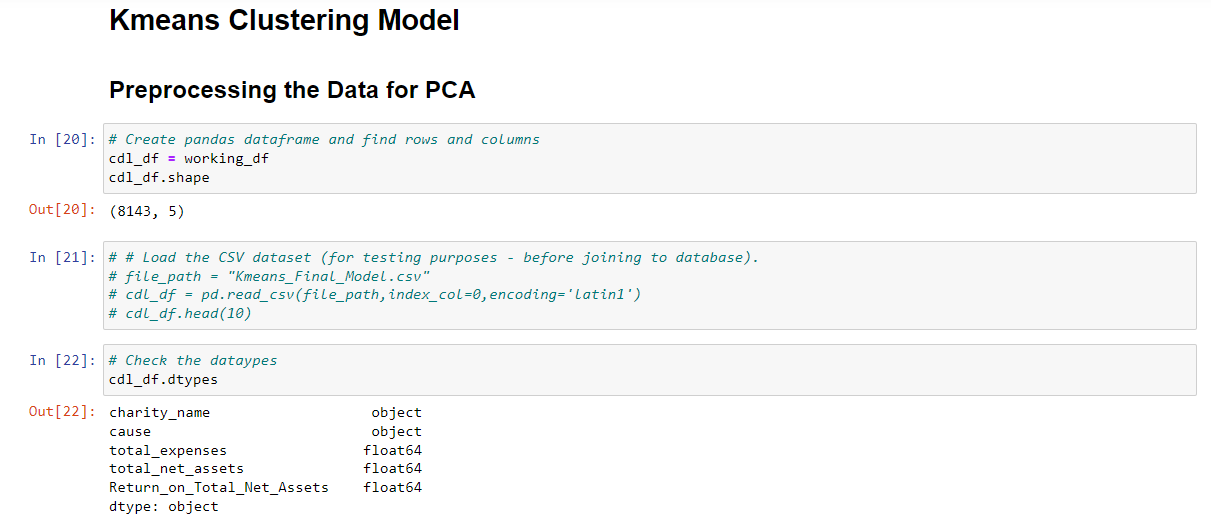 Kmeans Clustering Model
Preprocessing the Data for PCA
In [20]: # Create pandas dataframe and find rows and columns
cdl_df = working_df
cdl_df.shape
Out[20]: (8143, 5)
In [21]: # # Load the CSV dataset (for testing purposes - before joining to database).
# file_path = "Kmeans_Final_Model.csv"
# cdl_df = pd.read_csv(file_path,index_col=0,encoding='latin1')
# cdl_df.head(10)
In [22]: # Check the dataypes
cdl_df.dtypes
Out[22]: charity_name object
cause object
total_expenses float64
total_net_assets float64
Return_on_Total_Net_Assets float64
dtype: object